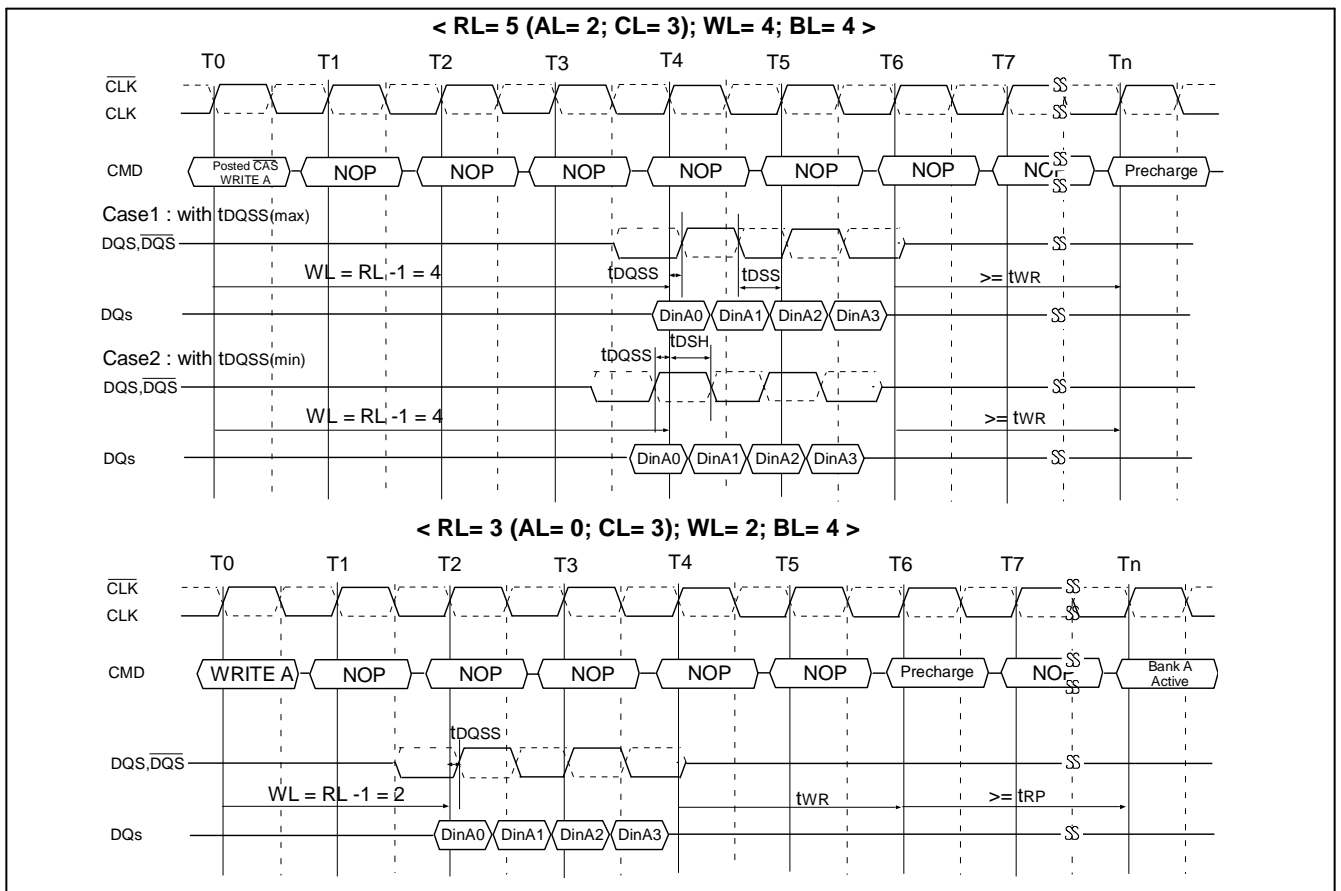 < RL= 5 (AL= 2; CL= 3); WL= 4; BL= 4 >
T0 T1 T2 T3 T4 T5 T6 T7 Tn
CLK
CLK
CMD Posted CAS WRITE A NOP NOP NOP NOP NOP NOP NOP Precharge
Case1 : with tDQSS(max)
DQS,DQS
WL = RL -1 = 4 tDQSS tDSS >= tWR
DQs DinA0 DinA1 DinA2 DinA3
Case2 : with tDQSS(min)
tDQSS tDSH
DQS,DQS
WL = RL -1 = 4 >= tWR
DQs DinA0 DinA1 DinA2 DinA3
< RL= 3 (AL= 0; CL= 3); WL= 2; BL= 4 >
T0 T1 T2 T3 T4 T5 T6 T7 Tn
CLK
CLK
CMD WRITE A NOP NOP NOP NOP NOP Precharge NOP Bank A Active
tDQSS
DQS,DQS
WL = RL -1 = 2 tWR >= tRP
DQs DinA0 DinA1 DinA2 DinA3